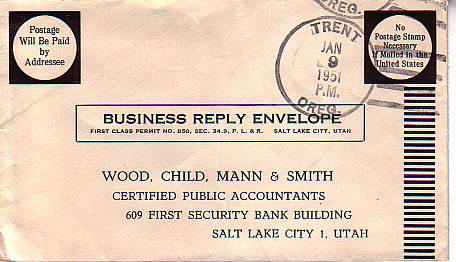 Postage
Will Be Paid
by
Addressee
OREG.
TRENT
JAN
9
1951
P.M.
OREG.
No
Postage Stamp
Necessary
If Mailed in the
United States
BUSINESS REPLY ENVELOPE
FIRST CLASS PERMIT NO. 850, SEC. 34.9, P. L. & R. SALT LAKE CITY, UTAH
WOOD, CHILD, MANN & SMITH
CERTIFIED PUBLIC ACCOUNTANTS
609 FIRST SECURITY BANK BUILDING
SALT LAKE CITY 1, UTAH